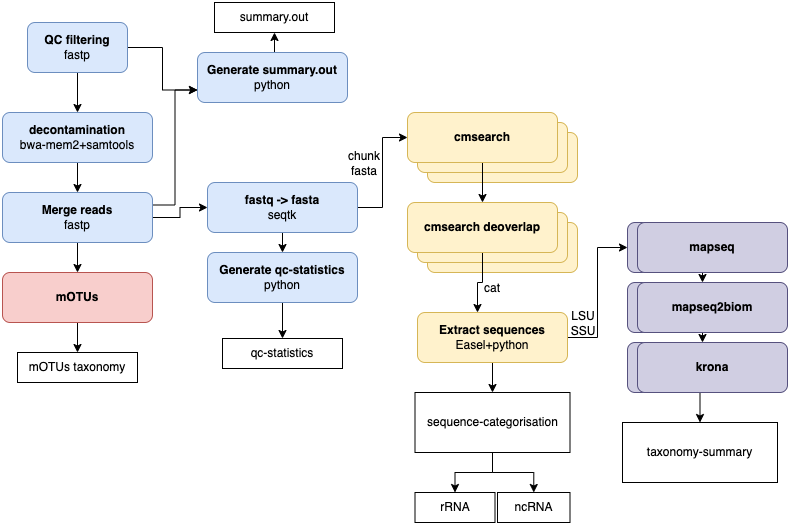 summary.out
QC filtering
fastp
Generate summary.out
python
decontamination
bwa-mem2+samtools
Merge reads
fastp
mOTUs
mOTUs taxonomy
fastq -> fasta
seqtk
Generate qc-statistics
python
qc-statistics
chunk
fasta
cmsearch
cmsearch deoverlap
cat
Extract sequences
Easel+python
LSU
SSU
sequence-categorisation
rRNA
ncRNA
mapseq
mapseq2biom
krona
taxonomy-summary